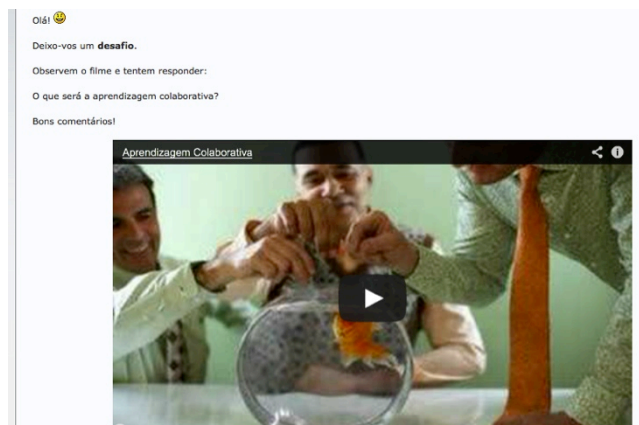 Olá!
Deixo-vos um desafio.
Observem o filme e tentem responder:
O que será a aprendizagem colaborativa?
Bons comentários!
Aprendizagem Colaborativa